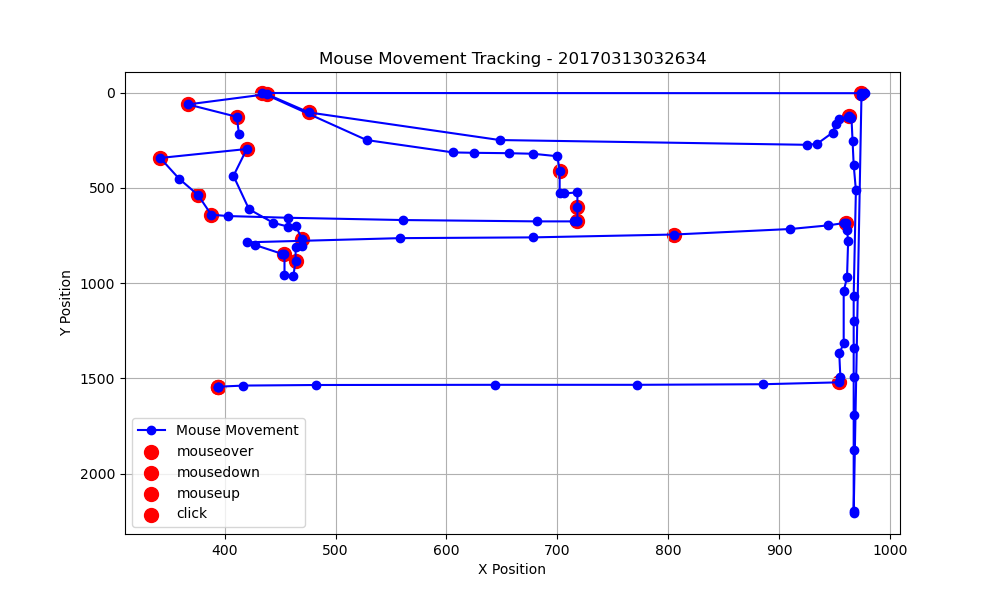 Mouse Movement Tracking - 20170313032634
Y Position
0
500
1000
1500
2000
Mouse Movement
mouseover
mousedown
mouseup
click
400
500
600
700
800
900
1000
X Position